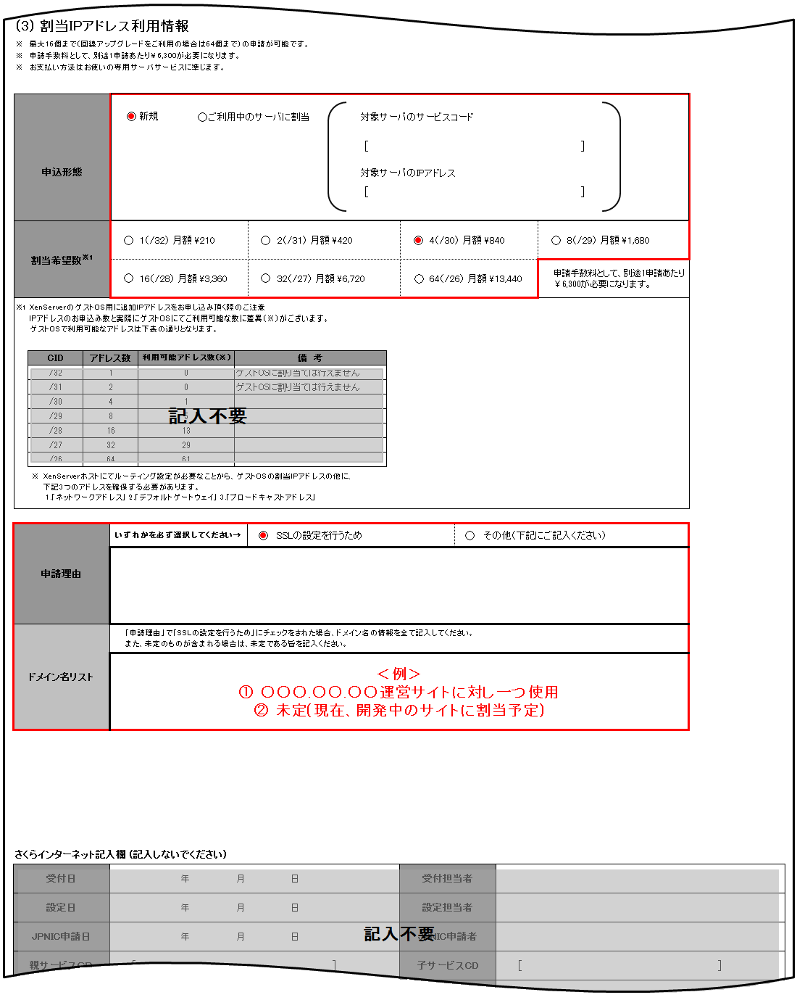 (3) 割当IPアドレス利用情報
※ 最大16個まで(回線アップグレードをご利用の場合は64個まで)の申請が可能です。
※ 申請手数料として、別途1申請あたり¥6,300が必要になります。
※ お支払い方法はお使いの専用サーバサービスに準じます。
申込形態
新規 ご利用中のサーバに割当
対象サーバのサービスコード
[ ]
対象サーバのIPアドレス
[ ]
割当希望数※1
1(/32) 月額 ¥210 2(/31) 月額 ¥420 4(/30) 月額 ¥840 8(/29) 月額 ¥1,680
16(/28) 月額 ¥3,360 32(/27) 月額 ¥6,720 64(/26) 月額 ¥13,440
申請手数料として、別途1申請あたり
¥6,300が必要になります。
※1 XenServerのゲストOS用に追加IPアドレスをお申し込み頂く際のご注意
IPアドレスのお申込み数と実際にゲストOSにてご利用可能な数に差異(※)がございます。
ゲストOSで利用可能なアドレスは下表の通りとなります。
CID アドレス数 利用可能アドレス数(※) 備 考
/32 1 0 ゲストOSに割り当ては行えません
/31 2 0 ゲストOSに割り当ては行えません
/30 4 1
/29 8 5
記入不要
/28 16 13
/27 32 29
/26 64 61
※ XenServerホストにてルーティング設定が必要なことから、ゲストOSの割当IPアドレスの他に、
下記3つのアドレスを確保する必要があります。
1.「ネットワークアドレス」 2.「デフォルトゲートウェイ」 3.「ブロードキャストアドレス」
申請理由
いずれかを必ず選択してください→ SSLの設定を行うため その他(下記にご記入ください)
ドメイン名リスト
「申請理由」で「SSLの設定を行うため」にチェックをされた場合、ドメイン名の情報を全て記入してください。
また、未定のものが含まれる場合は、未定である旨を記入ください。
<例>
① ○○○.○○.○○運営サイトに対し一つ使用
② 未定(現在、開発中のサイトに割当予定)
さくらインターネット記入欄 (記入しないでください)
受付日 年 月 日 受付担当者
設定日 年 月 日 設定担当者
JPNIC申請日 年 月 日 JPNIC申請者
記入不要
親サービスCD [ ] 子サービスCD [ ]